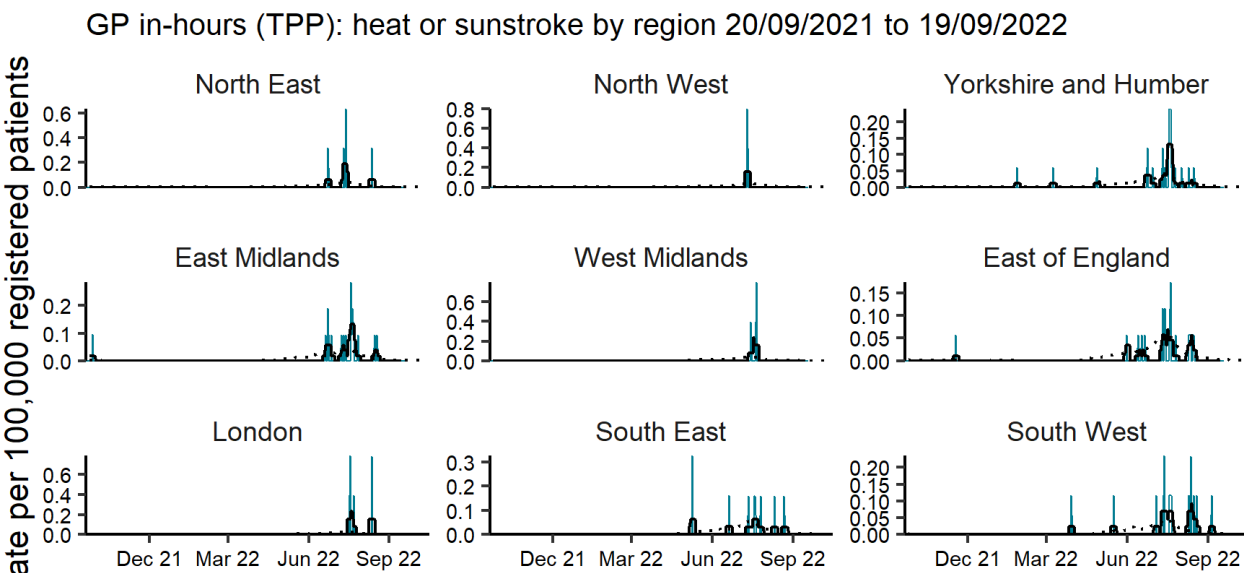 GP in-hours (TPP): heat or sunstroke by region 20/09/2021 to 19/09/2022
ate per 100,000 registered patients
North East
0.6
0.4
0.2
0.0
North West
0.8
0.6
0.4
0.2
0.0
Yorkshire and Humber
0.20
0.15
0.10
0.05
0.00
East Midlands
0.2
0.1
0.0
West Midlands
0.6
0.4
0.2
0.0
East of England
0.15
0.10
0.05
0.00
London
0.6
0.4
0.2
0.0
South East
0.3
0.2
0.1
0.0
South West
0.20
0.15
0.10
0.05
0.00
Dec 21 Mar 22 Jun 22 Sep 22
Dec 21 Mar 22 Jun 22 Sep 22
Dec 21 Mar 22 Jun 22 Sep 22